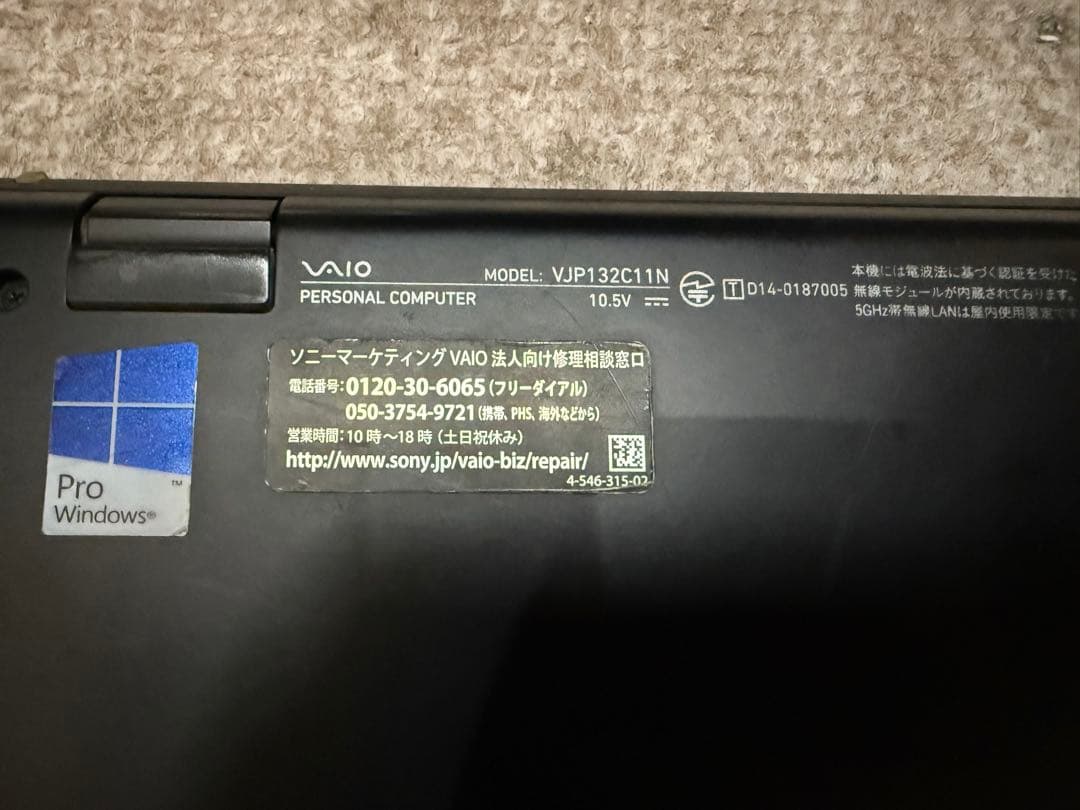 VAIO
MODEL: VJP132C11N
PERSONAL COMPUTER
10.5V
T D14-0187005
本機には電波法に基づく認証を受けた
無線モジュールが内蔵されております。
5GHz帯無線LANは屋内使用限定です
ソニーマーケティング VAIO 法人向け修理相談窓口
電話番号:0120-30-6065(フリーダイアル)
050-3754-9721(携帯、PHS、海外などから)
営業時間:10時〜18時(土日祝休み)
http://www.sony.jp/vaio-biz/repair/
4-546-315-02
Pro ™
Windows®